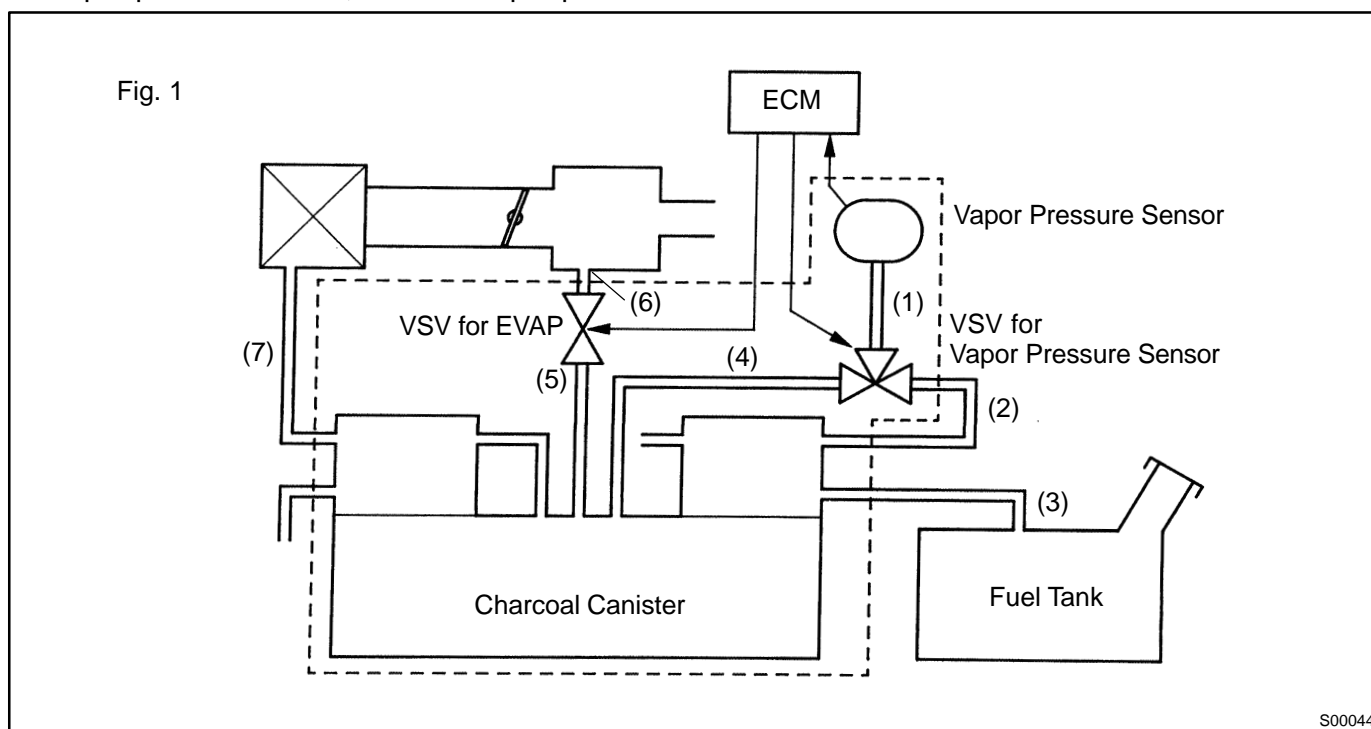 Fig. 1
ECM
Vapor Pressure Sensor
(6)
(1)
VSV for EVAP
VSV for
Vapor Pressure Sensor
(7)
(4)
(5)
(2)
(3)
Charcoal Canister
Fuel Tank
S00044